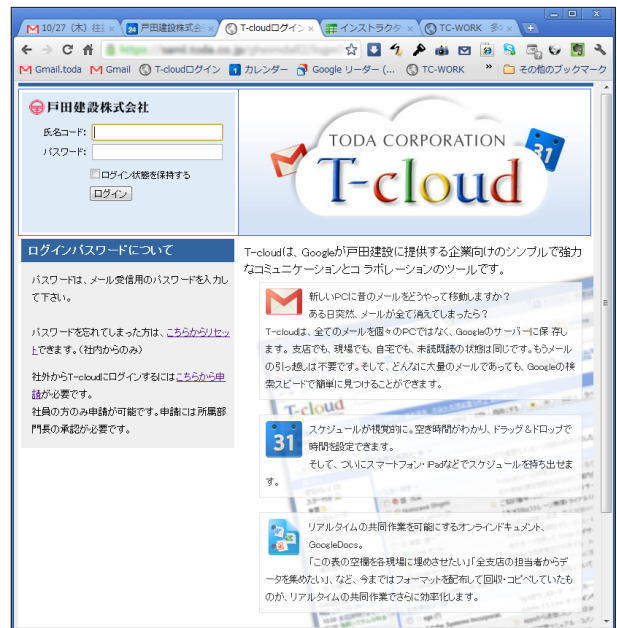 10/27 (木) 往
戸田建設株式会
T-cloudログイン
インストラクタ
TC-WORK
Gmail.toda
Gmail
T-cloudログイン
カレンダー
Google リーダー (...
TC-WORK
»
その他のブックマーク
戸田建設株式会社
氏名コード:
パスワード:
ログイン状態を保持する
ログイン
TODA CORPORATION
T-cloud
31
ログインパスワードについて
パスワードは、メール受信用のパスワードを入力し
て下さい。
パスワードを忘れてしまった方は、こちらからリセッ
トできます。（社内からのみ）
社外からT-cloudにログインするにはこちらから申
請が必要です。
社員の方のみ申請が可能です。申請には所属部
門長の承認が必要です。
T-cloudは、Googleが戸田建設に提供する企業向けのシンプルで強力
なコミュニケーションとコラボレーションのツールです。
新しいPCに昔のメールをどうやって移動しますか？
ある日突然、メールが全て消えてしまったら？
T-cloudは、全てのメールを個々のPCではなく、Googleのサーバーに保存し
ます。支店でも、現場でも、自宅でも、未読既読の状態は同じです。もうメール
の引っ越しは不要です。そして、どんなに大量のメールであっても、Googleの検
索スピードで簡単に見つけることができます。
T-cloud
31
スケジュールが視覚的に。空き時間がわかり、ドラッグ＆ドロップで
時間を設定できます。
そして、ついにスマートフォン・iPadなどでスケジュールを持ち出せま
す。
リアルタイムの共同作業を可能にするオンラインドキュメント、
GoogleDocs。
「この表の空欄を各現場に埋めさせたい」「全支店の担当者からデ
ータを集めたい」、など、今まではフォーマットを配布して回収・コピペしていたも
のが、リアルタイムの共同作業でさらに効率化します。